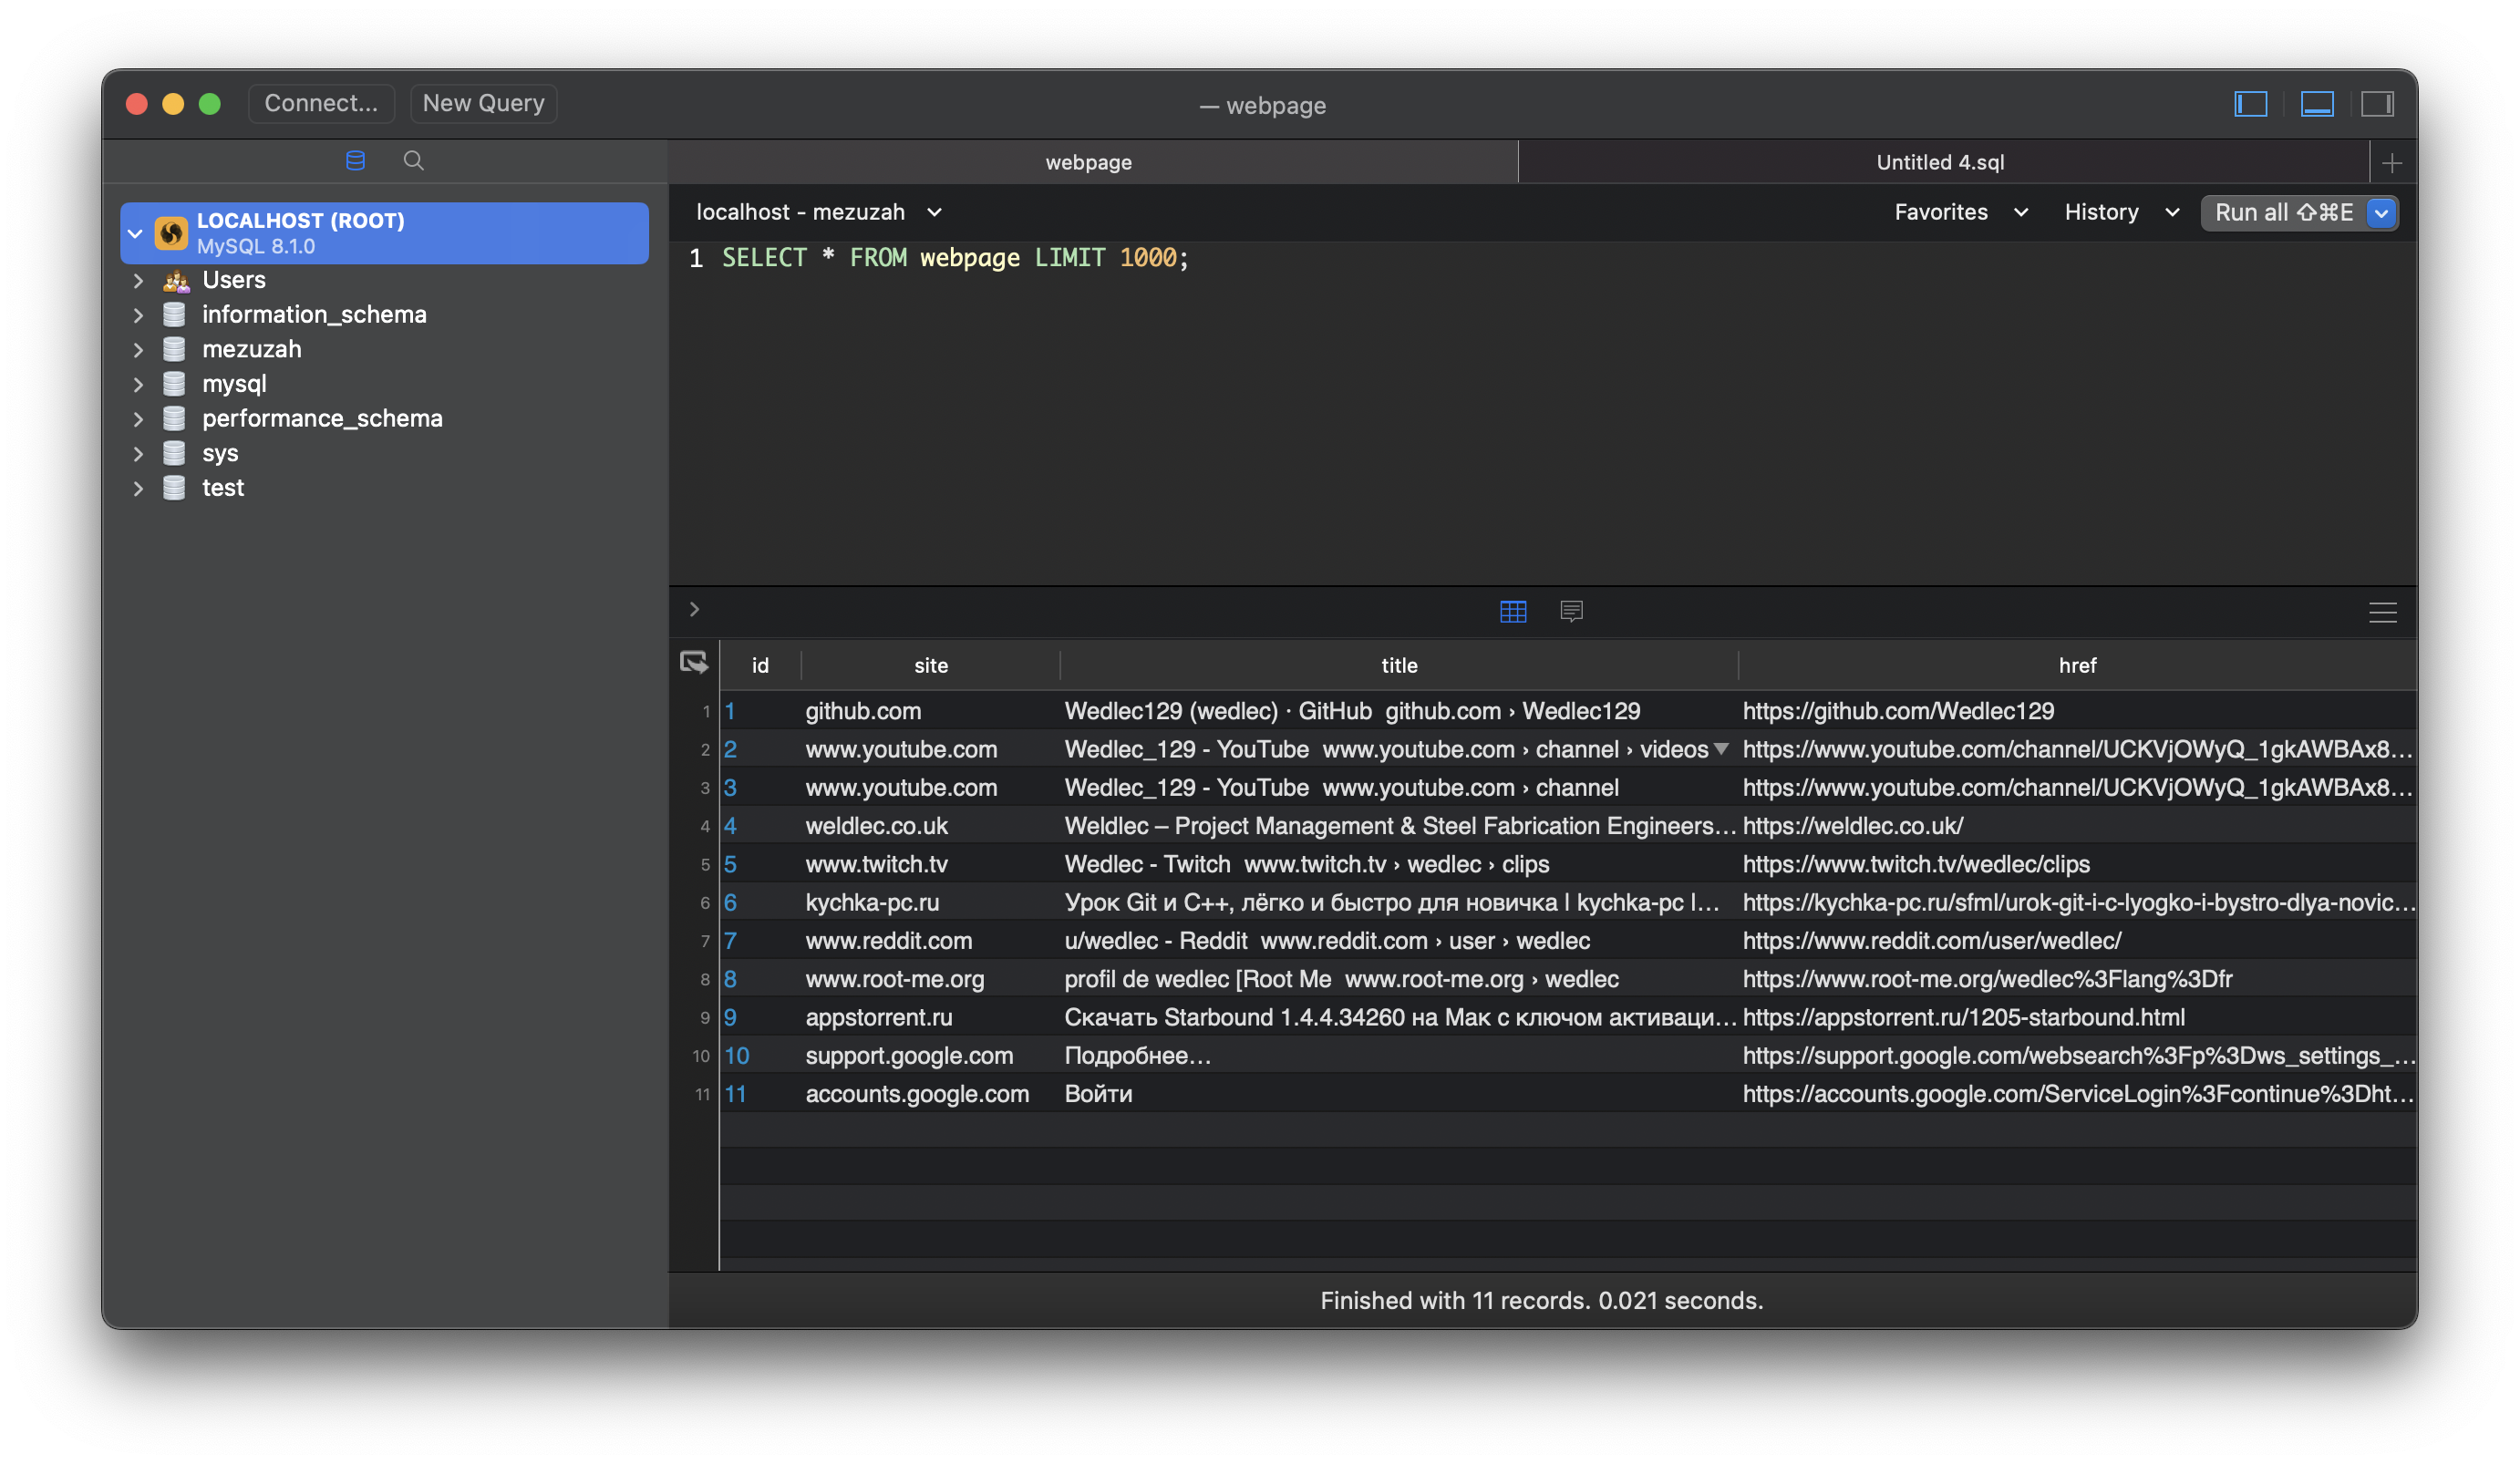 Connect... New Query — webpage
webpage Untitled 4.sql
LOCALHOST (ROOT)
MySQL 8.1.0
Users
information_schema
mezuzah
mysql
performance_schema
sys
test
localhost - mezuzah Favorites History Run all ⇧⌘E
1 SELECT * FROM webpage LIMIT 1000;
id site title href
1 1 github.com Wedlec129 (wedlec) · GitHub github.com › Wedlec129 https://github.com/Wedlec129
2 2 www.youtube.com Wedlec_129 - YouTube www.youtube.com › channel › videos https://www.youtube.com/channel/UCKVjOWyQ_1gkAWBAx8...
3 3 www.youtube.com Wedlec_129 - YouTube www.youtube.com › channel https://www.youtube.com/channel/UCKVjOWyQ_1gkAWBAx8...
4 4 weldlec.co.uk Weldlec – Project Management & Steel Fabrication Engineers... https://weldlec.co.uk/
5 5 www.twitch.tv Wedlec - Twitch www.twitch.tv › wedlec › clips https://www.twitch.tv/wedlec/clips
6 6 kychka-pc.ru Урок Git и C++, лёгко и быстро для новичка | kychka-pc |... https://kychka-pc.ru/sfml/urok-git-i-c-lyogko-i-bystro-dlya-novic...
7 7 www.reddit.com u/wedlec - Reddit www.reddit.com › user › wedlec https://www.reddit.com/user/wedlec/
8 8 www.root-me.org profil de wedlec [Root Me www.root-me.org › wedlec https://www.root-me.org/wedlec%3Flang%3Dfr
9 9 appstorrent.ru Скачать Starbound 1.4.4.34260 на Мак с ключом активаци... https://appstorrent.ru/1205-starbound.html
10 10 support.google.com Подробнее... https://support.google.com/websearch%3Fp%3Dws_settings_...
11 11 accounts.google.com Войти https://accounts.google.com/ServiceLogin%3Fcontinue%3Dht...
Finished with 11 records. 0.021 seconds.